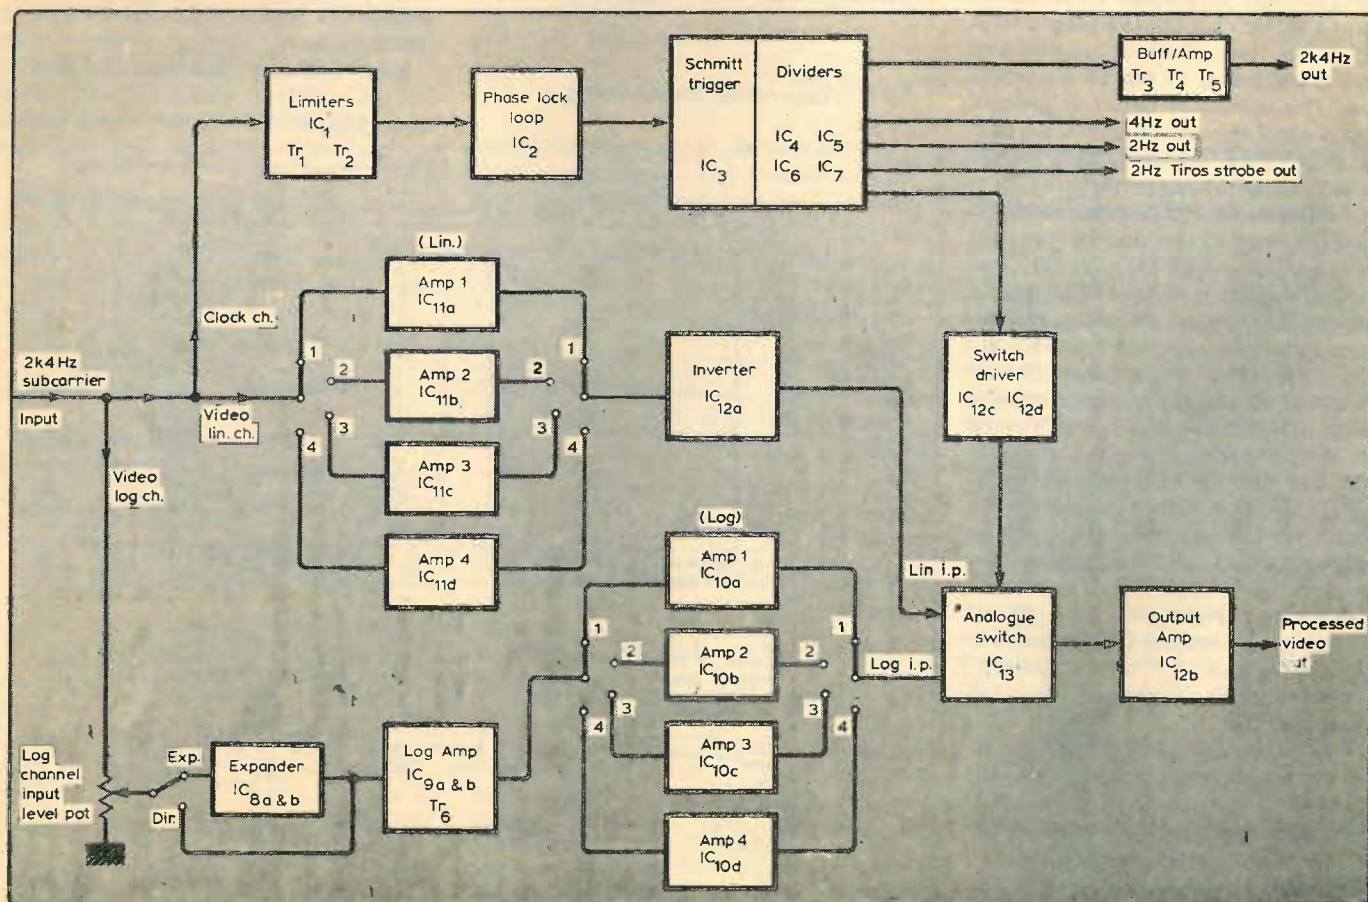 Limiters
IC1
Tr1 Tr2
Phase lock
loop
IC2
Schmitt
trigger
IC3
Dividers
IC4 IC5
IC6 IC7
Buff/Amp
Tr3 Tr4 Tr5
2k4Hz
out
4Hz out
2Hz out
2Hz Tiros strobe out
2k4Hz
subcarrier
Input
Clock ch.
Video
lin. ch.
Video
log ch.
(Lin.)
Amp 1
IC11a
Amp 2
IC11b
Amp 3
IC11c
Amp 4
IC11d
1
2
3
4
1
2
3
4
Inverter
IC12a
Switch
driver
IC12c IC12d
Lin i.p.
Log i.p.
Analogue
switch
IC13
Output
Amp
IC12b
Processed
video
out
Log
channel
input
level pot
Exp.
Dir.
Expander
IC8a & b
Log Amp
IC9a & b
Tr6
(Log)
Amp 1
IC10a
Amp 2
IC10b
Amp 3
IC10c
Amp 4
IC10d
1
2
3
4
1
2
3
4